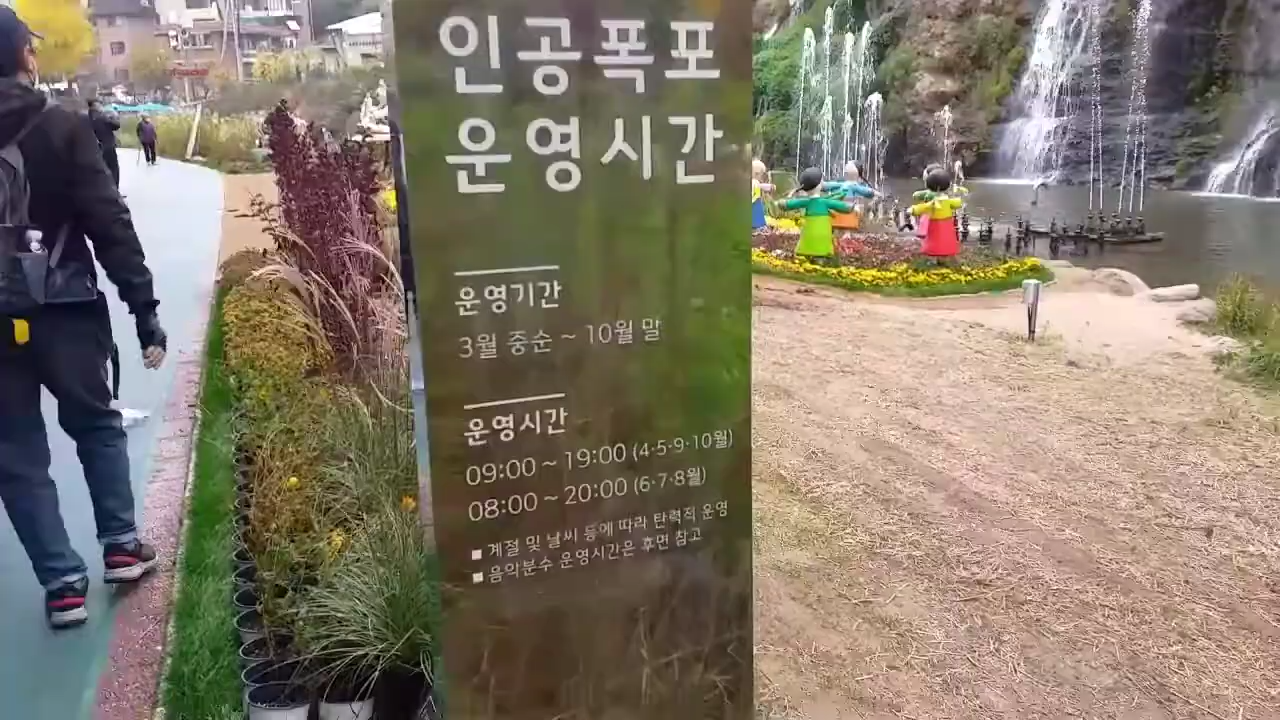 인공폭포
운영시간
운영기간
3월 중순 ~ 10월 말
운영시간
09:00 ~ 19:00 (4·5·9·10월)
08:00 ~ 20:00 (6·7·8월)
■ 계절 및 날씨 등에 따라 탄력적 운영
■ 음악분수 운영시간은 후면 참고